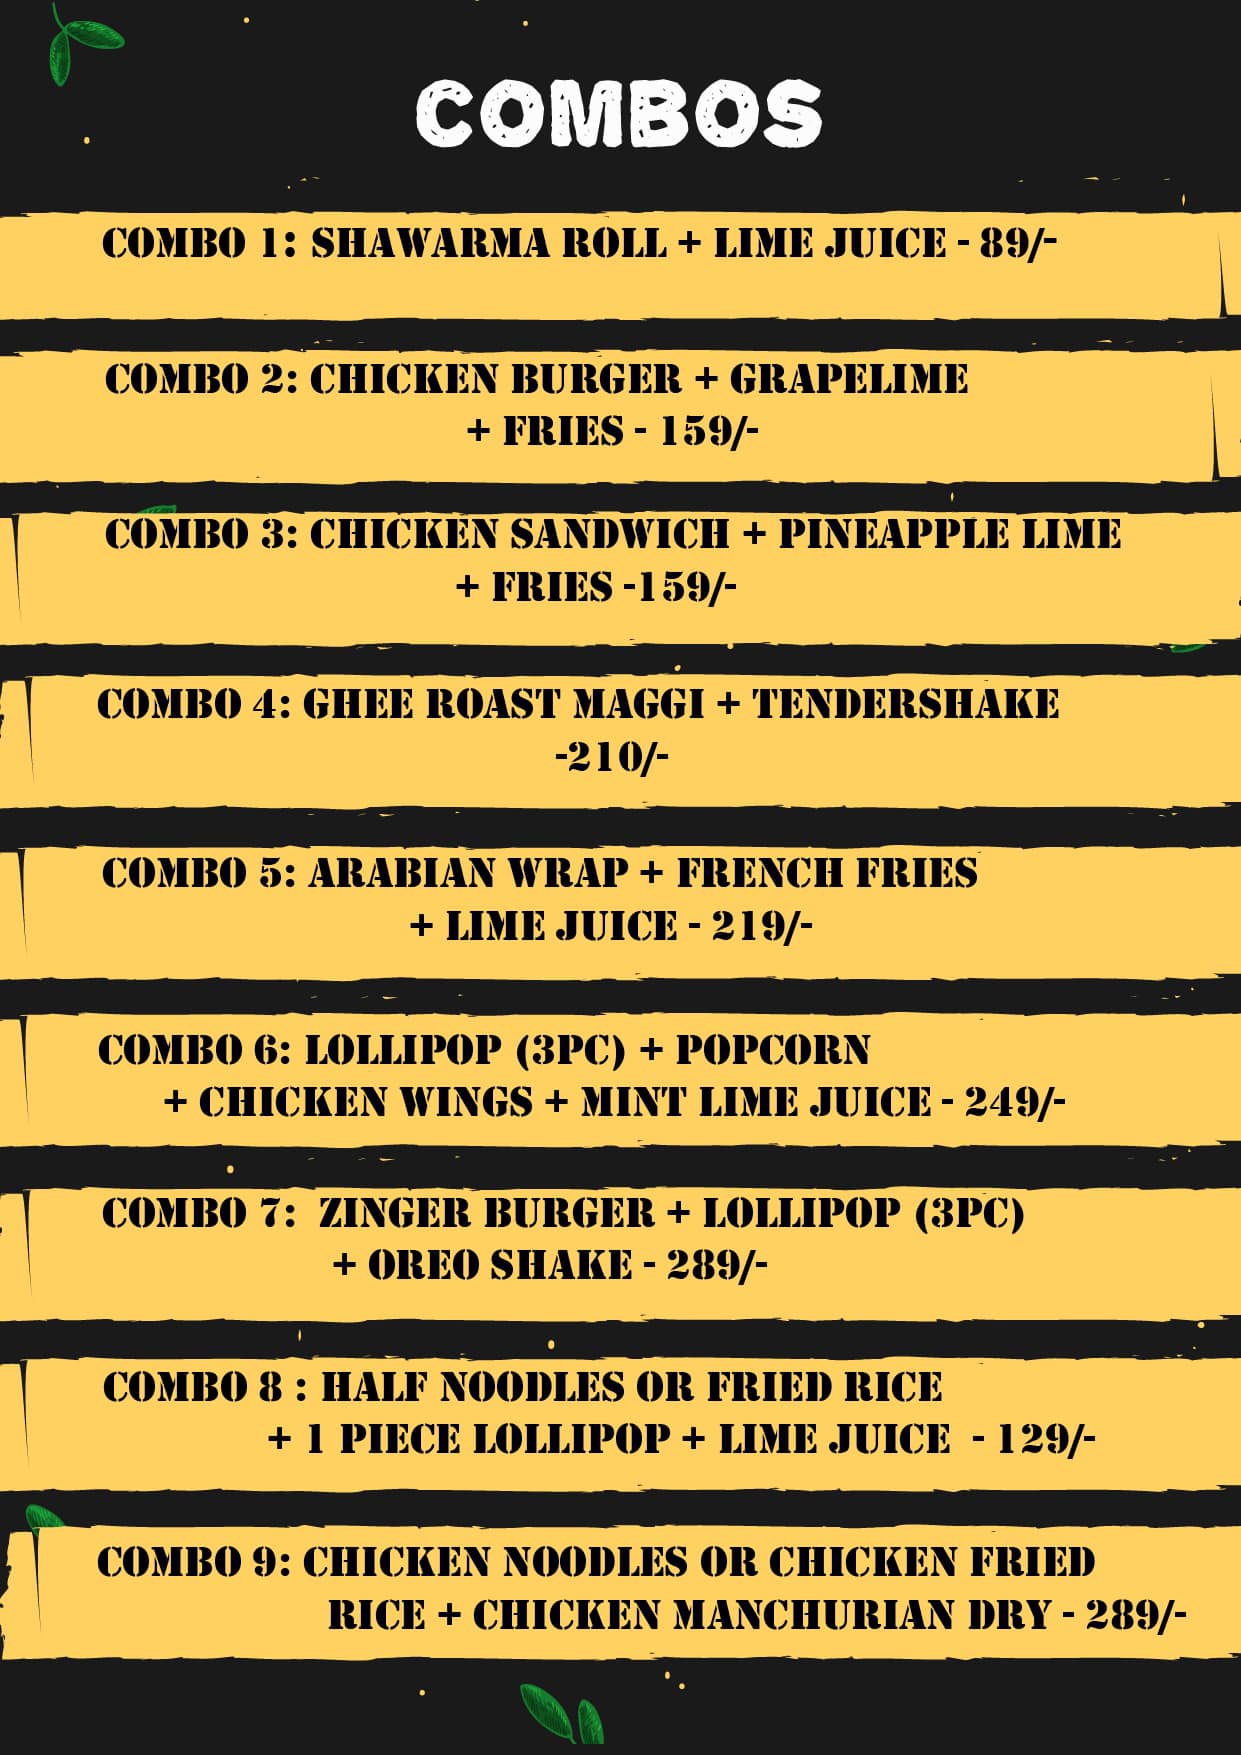 COMBOS
COMBO 1: SHAWARMA ROLL + LIME JUICE - 89/-
COMBO 2: CHICKEN BURGER + GRAPELIME
+ FRIES - 159/-
COMBO 3: CHICKEN SANDWICH + PINEAPPLE LIME
+ FRIES -159/-
COMBO 4: GHEE ROAST MAGGI + TENDERSHAKE
-210/-
COMBO 5: ARABIAN WRAP + FRENCH FRIES
+ LIME JUICE - 219/-
COMBO 6: LOLLIPOP (3PC) + POPCORN
+ CHICKEN WINGS + MINT LIME JUICE - 249/-
COMBO 7: ZINGER BURGER + LOLLIPOP (3PC)
+ OREO SHAKE - 289/-
COMBO 8 : HALF NOODLES OR FRIED RICE
+ 1 PIECE LOLLIPOP + LIME JUICE - 129/-
COMBO 9: CHICKEN NOODLES OR CHICKEN FRIED
RICE + CHICKEN MANCHURIAN DRY - 289/-